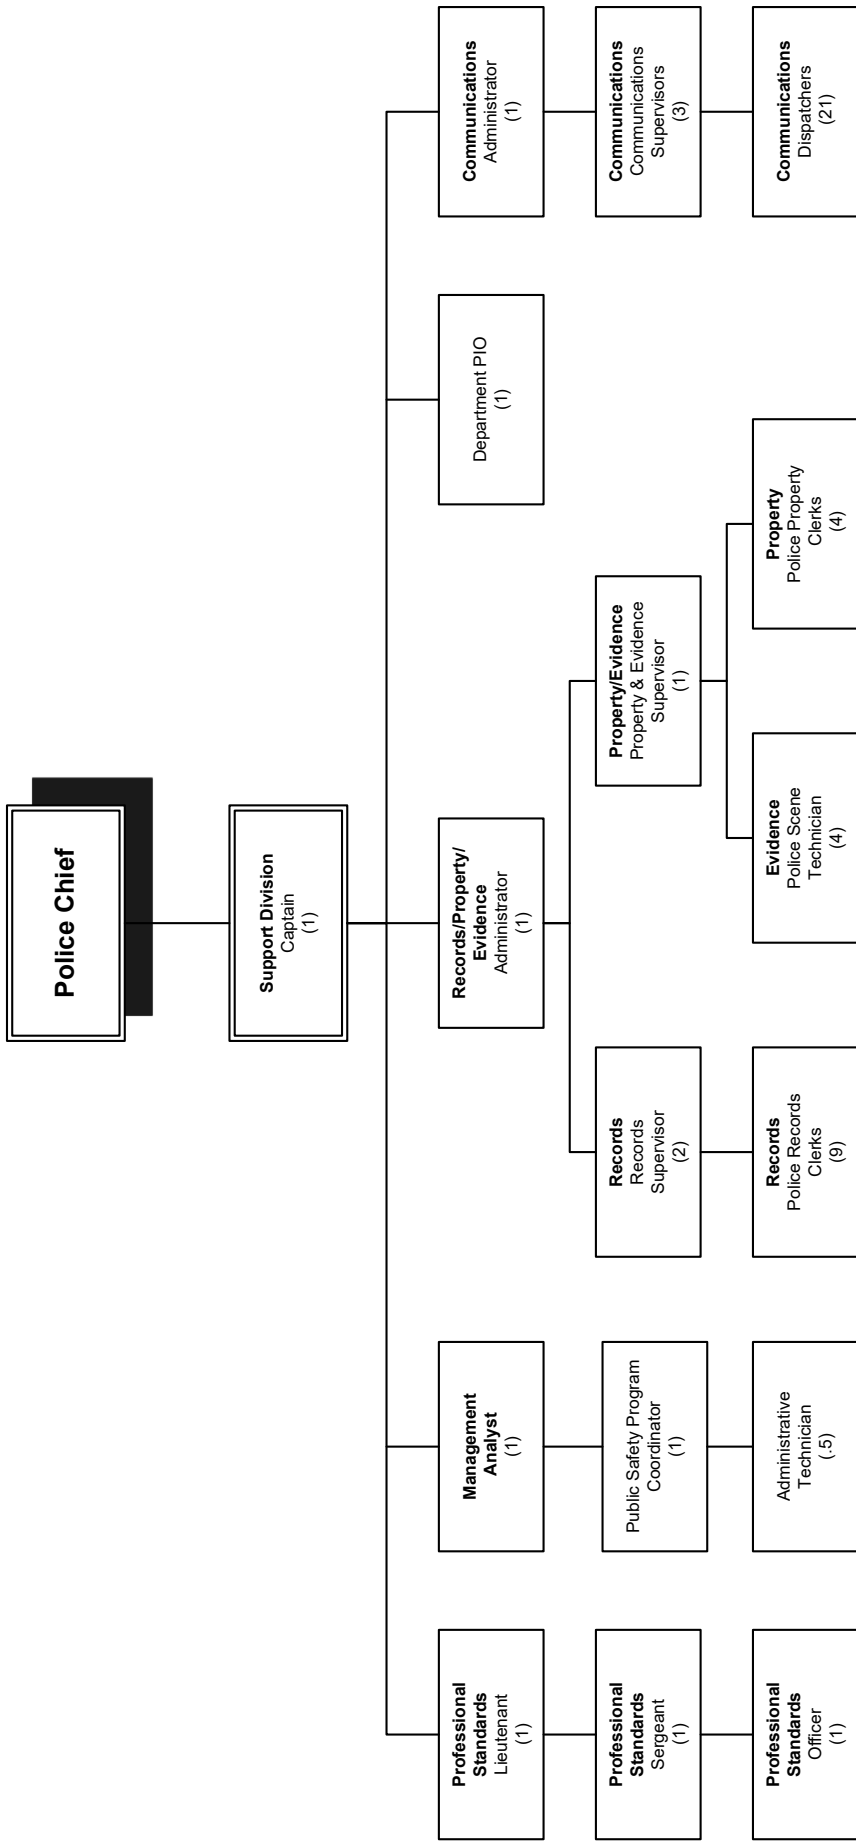 Police Chief
Support Division
Captain
(1)
Professional
Standards
Lieutenant
(1)
Management
Analyst
(1)
Records/Property/
Evidence
Administrator
(1)
Department PIO
(1)
Communications
Administrator
(1)
Professional
Standards
Sergeant
(1)
Public Safety Program
Coordinator
(1)
Records
Records
Supervisor
(2)
Property/Evidence
Property & Evidence
Supervisor
(1)
Communications
Communications
Supervisors
(3)
Professional
Standards
Officer
(1)
Administrative
Technician
(.5)
Records
Police Records
Clerks
(9)
Evidence
Police Scene
Technician
(4)
Property
Police Property
Clerks
(4)
Communications
Dispatchers
(21)